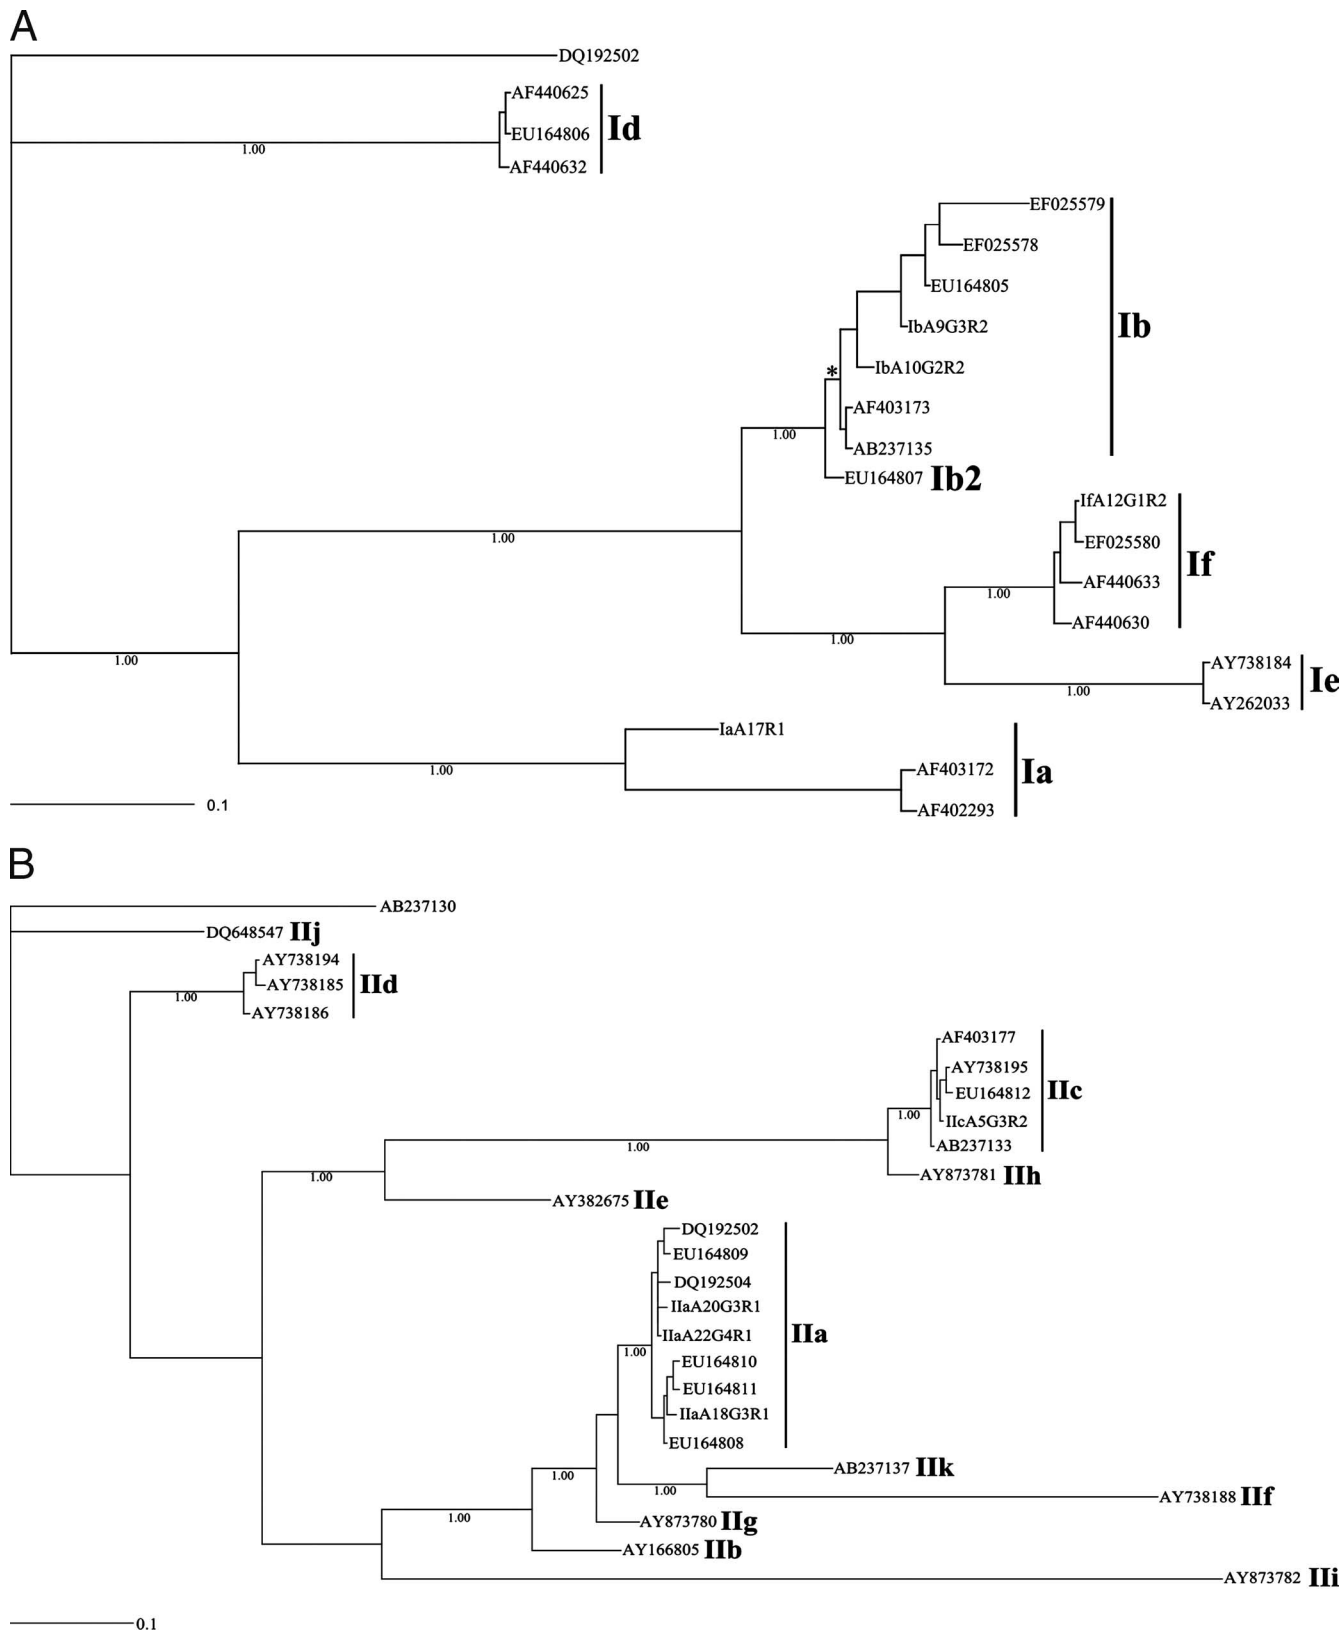 A
DQ192502
AF440625
EU164806
Id
1.00
AF440632
EF025579
EF025578
EU164805
IbA9G3R2
Ib
IbA10G2R2
*
AF403173
1.00
AB237135
EU164807 Ib2
IfA12G1R2
1.00
EF025580
If
AF440633
1.00
AF440630
1.00
1.00
AY738184
Ie
1.00
AY262033
IaA17R1
1.00
AF403172
Ia
0.1
AF402293
B
AB237130
DQ648547 IIj
AY738194
AY738185 IId
1.00
AY738186
AF403177
AY738195
EU164812 IIc
1.00
IIcA5G3R2
1.00
AB237133
1.00
AY873781 IIh
AY382675 IIe
DQ192502
EU164809
DQ192504
IIaA20G3R1
IIaA22G4R1 IIa
1.00
EU164810
EU164811
IIaA18G3R1
EU164808
AB237137 IIk
1.00
1.00
AY738188 IIf
1.00
AY873780 IIg
AY166805 IIb
AY873782 IIi
0.1